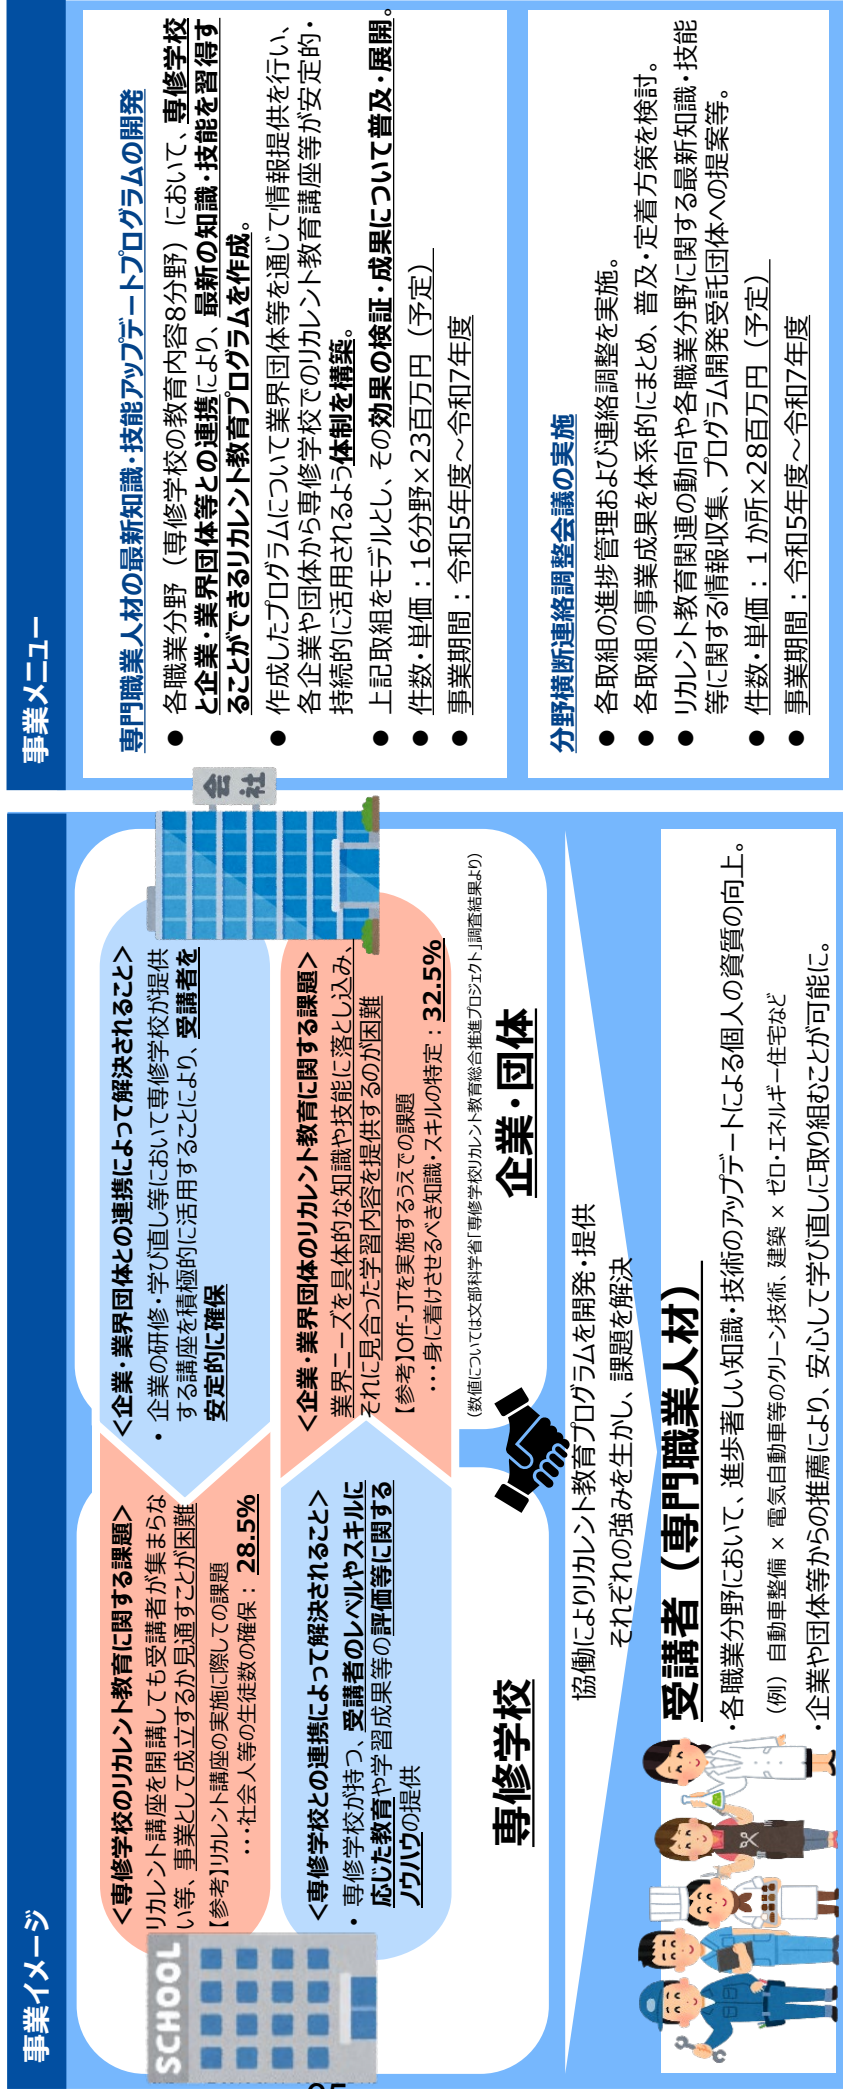 事業イメージ
SCHOOL
<専修学校のリカレント教育に関する課題>
リカレント講座を開講しても受講者が集まらな
い等、事業として成立するか見通すことが困難
【参考】リカレント講座の実施に際しての課題
･･･社会人等の生徒数の確保：28.5%
<企業・業界団体との連携によって解決されること>
・企業の研修・学び直し等において専修学校が提供
する講座を積極的に活用することにより、受講者を
安定的に確保
会社
<専修学校との連携によって解決されること>
・専修学校が持つ、受講者のレベルやスキルに
応じた教育や学習成果等の評価等に関する
ノウハウの提供
<企業・業界団体のリカレント教育に関する課題>
業界ニーズを具体的な知識や技能に落とし込み、
それに見合った学習内容を提供するのが困難
【参考】Off-JTを実施するうえでの課題
･･･身に着けさせるべき知識・スキルの特定：32.5%
（数値については文部科学省「専修学校リカレント教育総合推進プロジェクト」調査結果より）
専修学校
企業・団体
協働によりリカレント教育プログラムを開発・提供
それぞれの強みを生かし、課題を解決
受講者（専門職業人材）
・各職業分野において、進歩著しい知識・技術のアップデートによる個人の資質の向上。
（例）自動車整備 × 電気自動車等のクリーン技術、建築 × ゼロ・エネルギー住宅など
・企業や団体等からの推薦により、安心して学び直しに取り組むことが可能に。
事業メニュー
専門職業人材の最新知識・技能アップデートプログラムの開発
● 各職業分野（専修学校の教育内容8分野）において、専修学校
と企業・業界団体等との連携により、最新の知識・技能を習得す
ることができるリカレント教育プログラムを作成。
● 作成したプログラムについて業界団体等を通じて情報提供を行い、
各企業や団体から専修学校でのリカレント教育講座等が安定的・
持続的に活用されるよう体制を構築。
● 上記取組をモデルとし、その効果の検証・成果について普及・展開。
● 件数・単価：16分野×23百万円（予定）
● 事業期間：令和5年度～令和7年度
分野横断連絡調整会議の実施
● 各取組の進捗管理および連絡調整を実施。
● 各取組の事業成果を体系的にまとめ、普及・定着方策を検討。
● リカレント教育関連の動向や各職業分野に関する最新知識・技能
等に関する情報収集、プログラム開発受託団体への提案等。
● 件数・単価：１か所×28百万円（予定）
● 事業期間：令和5年度～令和7年度